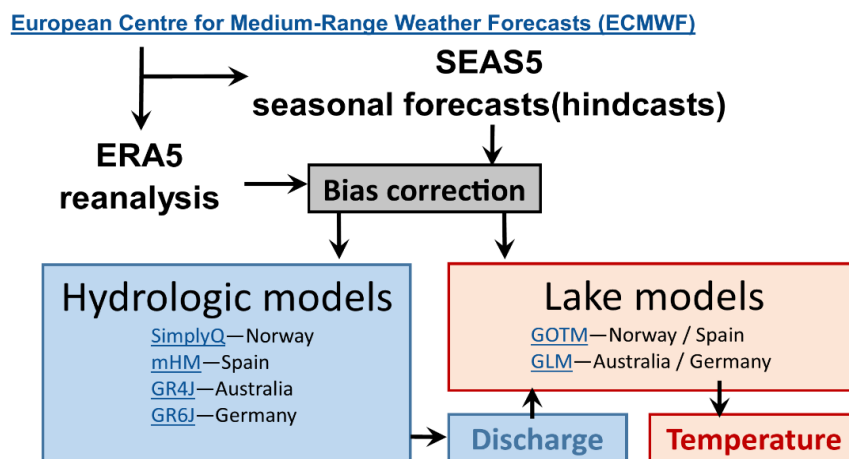 European Centre for Medium-Range Weather Forecasts (ECMWF)
SEAS5
seasonal forecasts(hindcasts)
ERA5
reanalysis
Bias correction
Hydrologic models
SimplyQ—Norway
mHM—Spain
GR4J—Australia
GR6J—Germany
Lake models
GOTM—Norway / Spain
GLM—Australia / Germany
Discharge
Temperature